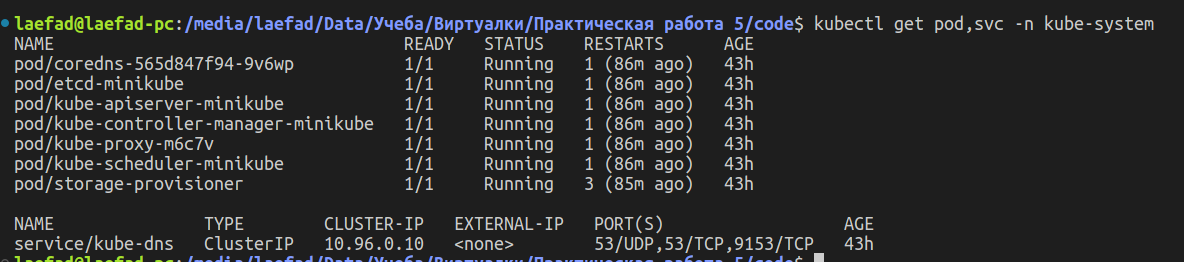 laefad@laefad-pc:/media/laefad/Data/Учеба/Виртуалки/Практическая работа 5/code$ kubectl get pod,svc -n kube-system
NAME READY STATUS RESTARTS AGE
pod/coredns-565d847f94-9v6wp 1/1 Running 1 (86m ago) 43h
pod/etcd-minikube 1/1 Running 1 (86m ago) 43h
pod/kube-apiserver-minikube 1/1 Running 1 (86m ago) 43h
pod/kube-controller-manager-minikube 1/1 Running 1 (86m ago) 43h
pod/kube-proxy-m6c7v 1/1 Running 1 (86m ago) 43h
pod/kube-scheduler-minikube 1/1 Running 1 (86m ago) 43h
pod/storage-provisioner 1/1 Running 3 (85m ago) 43h
NAME TYPE CLUSTER-IP EXTERNAL-IP PORT(S) AGE
service/kube-dns ClusterIP 10.96.0.10 <none> 53/UDP,53/TCP,9153/TCP 43h
laefad@laefad-pc:/media/laefad/Data/Учеба/Виртуалки/Практическая работа 5/code$